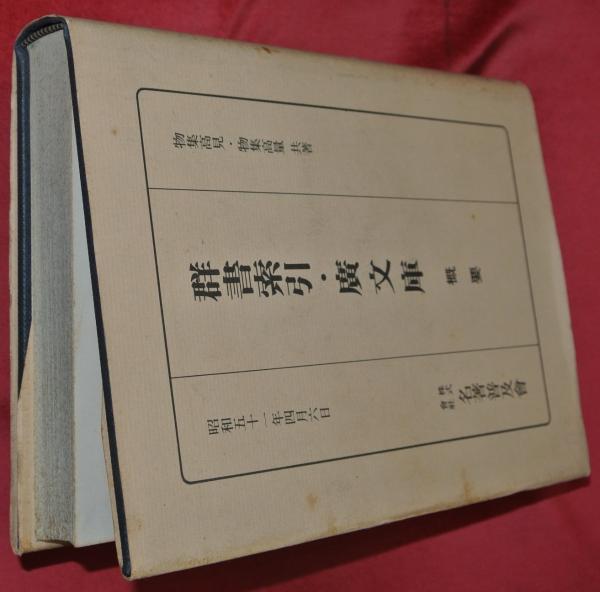 物集高見・物集高量 共著
群書索引・廣文庫 概要
昭和五十一年四月六日
株式會社 名著普及會